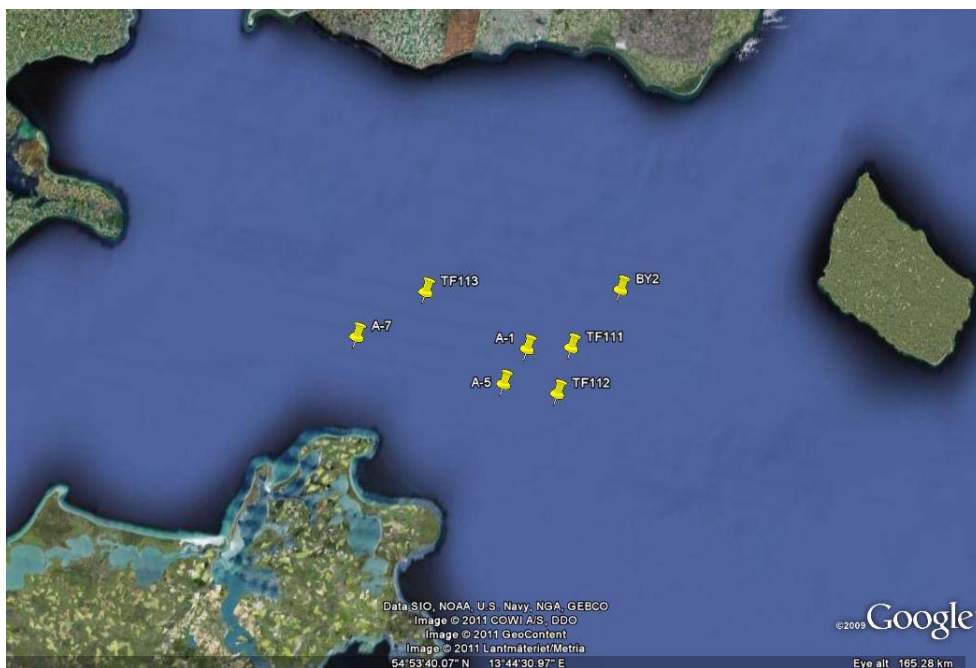 TF113
BY2
A-7
A-1
TF111
A-5
TF112
Data SIO, NOAA, U.S. Navy, NGA, GEBCO
Image © 2011 COWI A/S, DDO
Image © 2011 GeoContent
Image © 2011 Lantmäteriet/Metria
©2009 Google
54°53'40.07" N 13°44'30.97" E
Eye alt 165.28 km